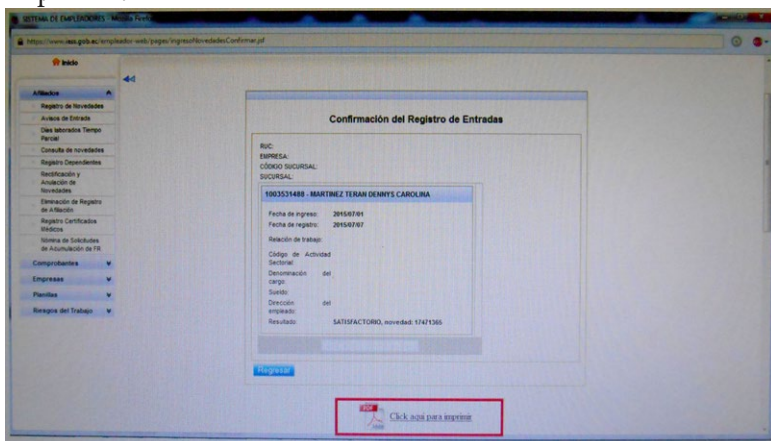 SISTEMA DE EMPLEADORES - Mozilla Firefox
https://www.iess.gob.ec/empleador-web/pages/ingresoNovedadesConfirmar.jsf
Inicio
Afiliados
Registro de Novedades
Avisos de Entrada
Días laborados Tiempo
Parcial
Consulta de novedades
Registro Dependientes
Rectificación y
Anulación de
Novedades
Eliminación de Registro
de Afiliación
Registro Certificados
Médicos
Nómina de Solicitudes
de Acumulación de FR
Comprobantes
Empresas
Planillas
Riesgos del Trabajo
Confirmación del Registro de Entradas
RUC:
EMPRESA:
CÓDIGO SUCURSAL:
SUCURSAL:
1003531488 - MARTINEZ TERAN DENNYS CAROLINA
Fecha de ingreso: 2015/07/01
Fecha de registro: 2015/07/07
Relación de trabajo:
Código de Actividad
Sectorial:
Denominación del
cargo:
Sueldo:
Dirección del
empleado:
Resultado: SATISFACTORIO, novedad: 17471365
Regresar
PDF
Click aquí para imprimir